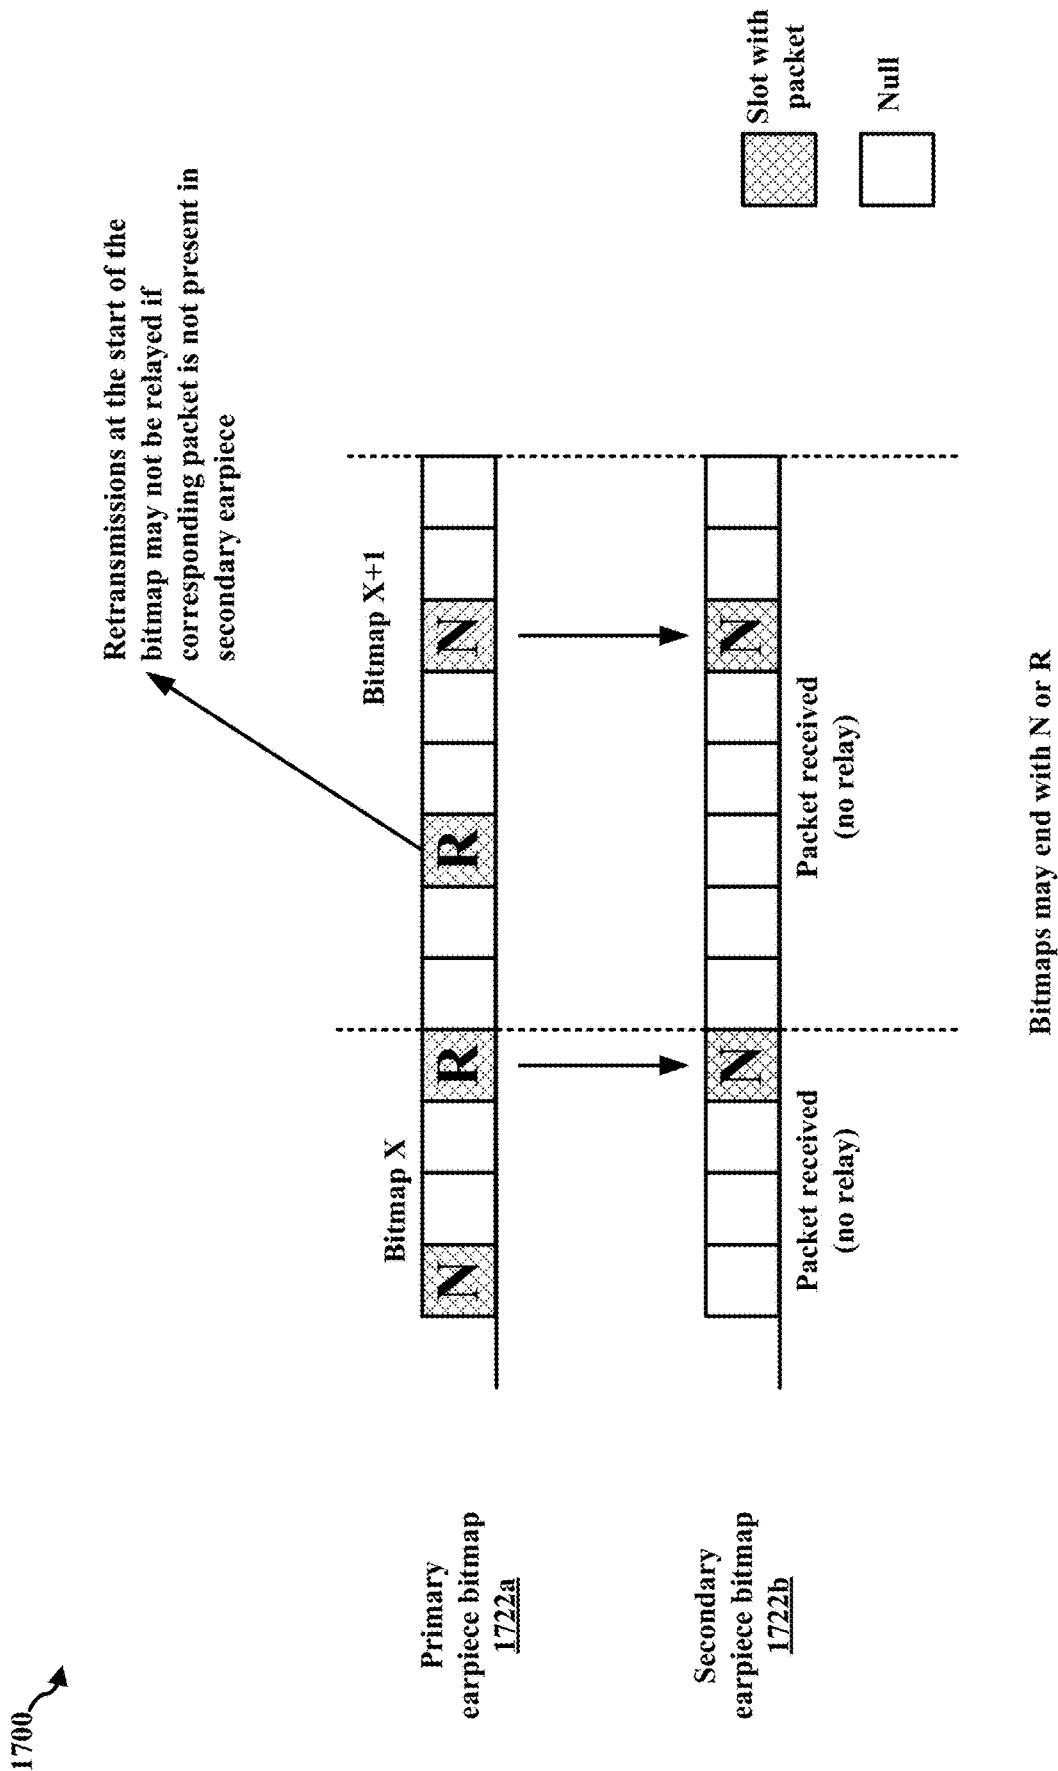 1700
Retransmissions at the start of the
bitmap may not be relayed if
corresponding packet is not present in
secondary earpiece
Bitmap X
Bitmap X+1
Primary
earpiece bitmap
1722a
N
R
R
N
Secondary
earpiece bitmap
1722b
N
N
Packet received
(no relay)
Packet received
(no relay)
Slot with
packet
Null
Bitmaps may end with N or R